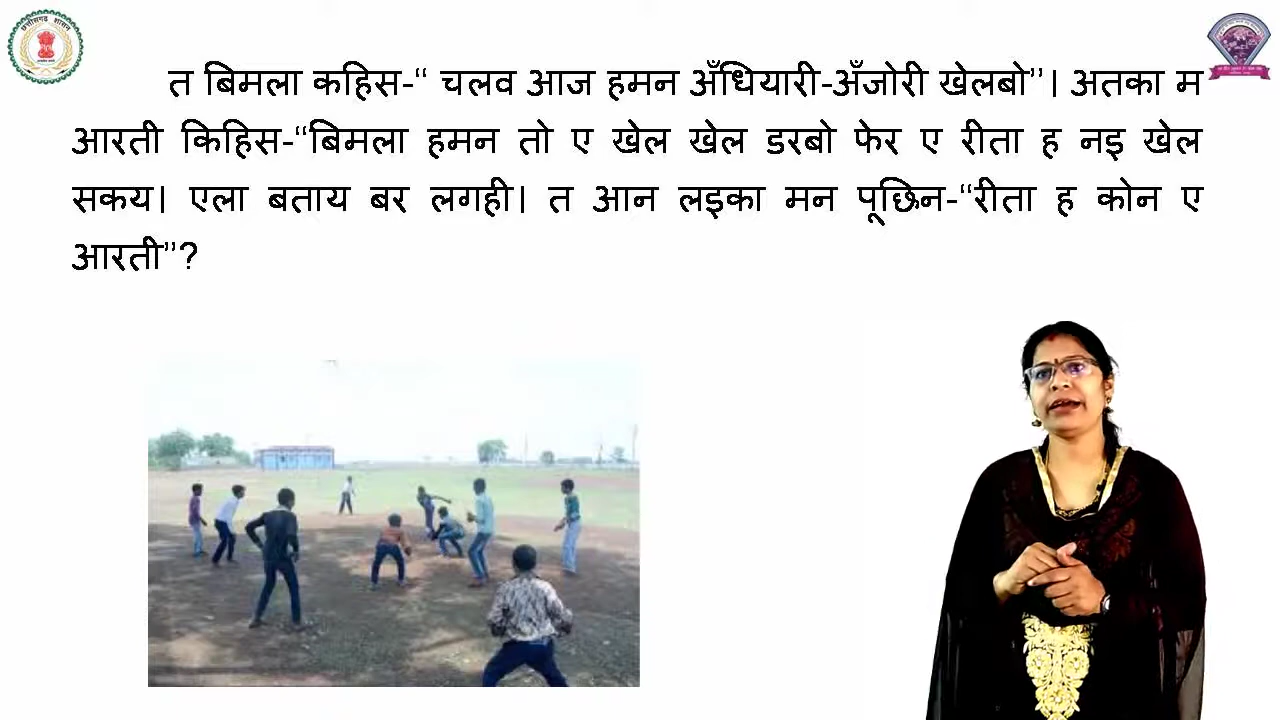 त बिमला कहिस-“ चलव आज हमन अँधियारी-अँजोरी खेलबो”। अतका म
आरती किहिस-“बिमला हमन तो ए खेल खेल डरबो फेर ए रीता ह नइ खेल
सकय। एला बताय बर लगही। त आन लइका मन पूछिन-“रीता ह कोन ए
आरती”?